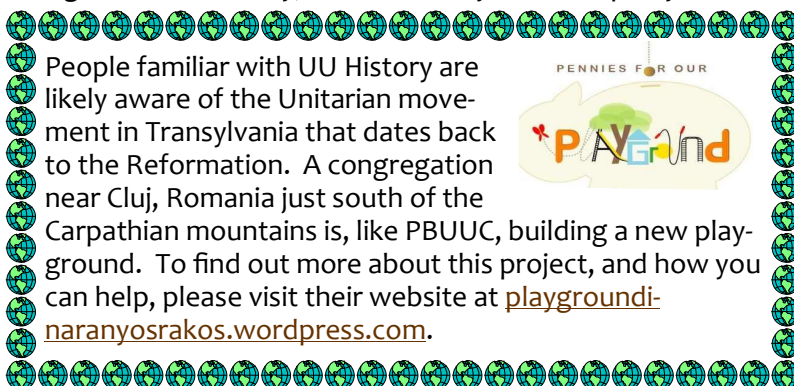 People familiar with UU History are
likely aware of the Unitarian move-
ment in Transylvania that dates back
to the Reformation. A congregation
near Cluj, Romania just south of the
PENNIES FOR OUR
PLAYGround
Carpathian mountains is, like PBUUC, building a new play-
ground. To find out more about this project, and how you
can help, please visit their website at playgroundi-
naranyosrakos.wordpress.com.